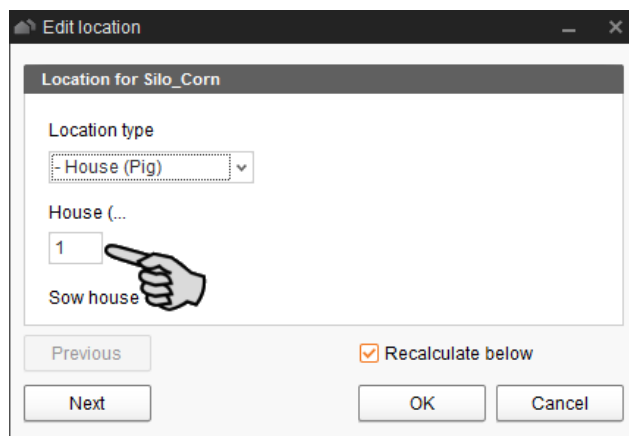 Edit location
Location for Silo_Corn
Location type
- House (Pig)
House (...
1
Sow house
Previous
Recalculate below
Next
OK
Cancel